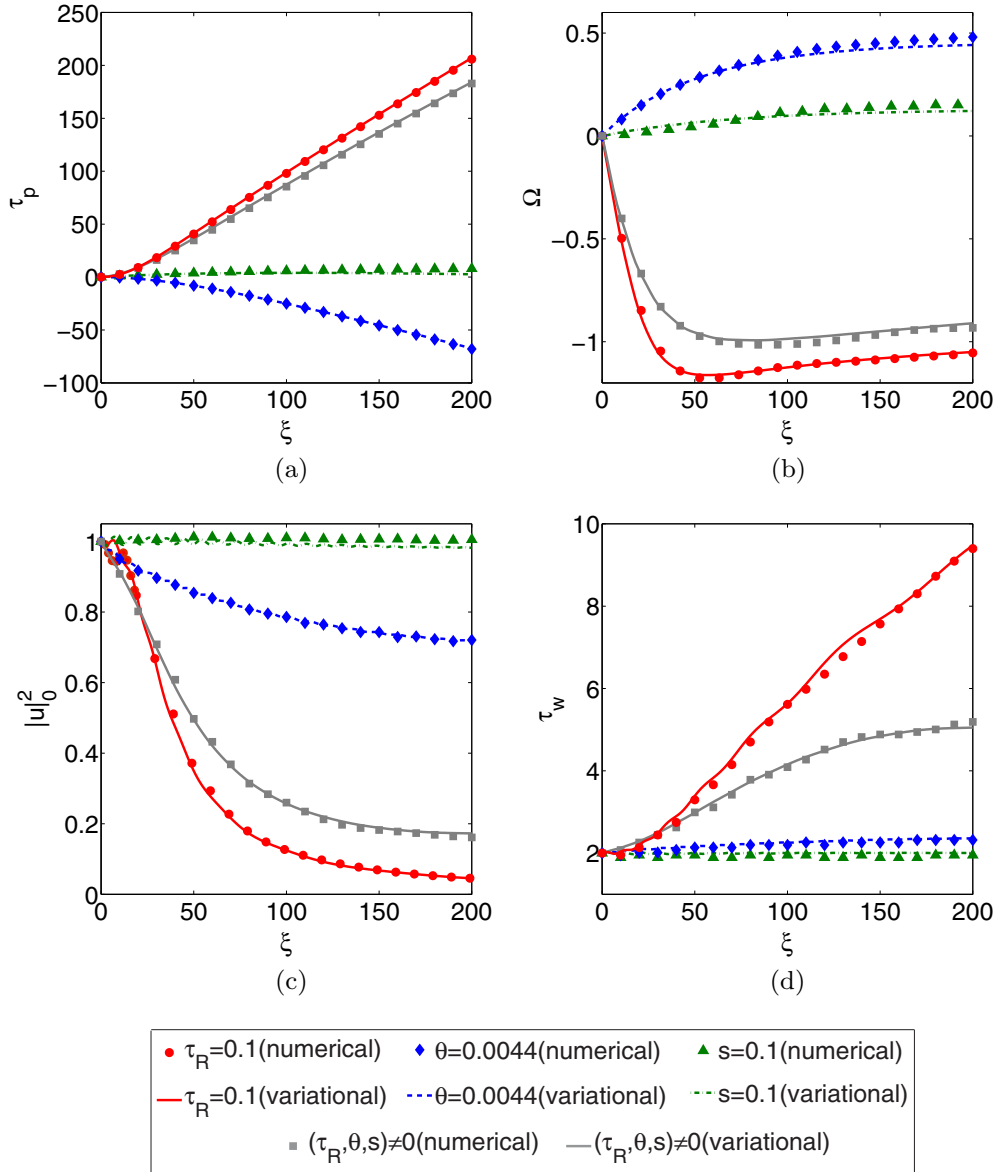 250
200
150
100
50
0
−50
−100
τp
0 50 100 150 200
ξ
(a)
0.5
0
−0.5
−1
Ω
0 50 100 150 200
ξ
(b)
1
0.8
0.6
0.4
0.2
0
|u|₀²
0 50 100 150 200
ξ
(c)
10
8
6
4
2
τw
0 50 100 150 200
ξ
(d)
τR=0.1(numerical) θ=0.0044(numerical) s=0.1(numerical)
τR=0.1(variational) θ=0.0044(variational) s=0.1(variational)
(τR,θ,s)≠0(numerical) (τR,θ,s)≠0(variational)